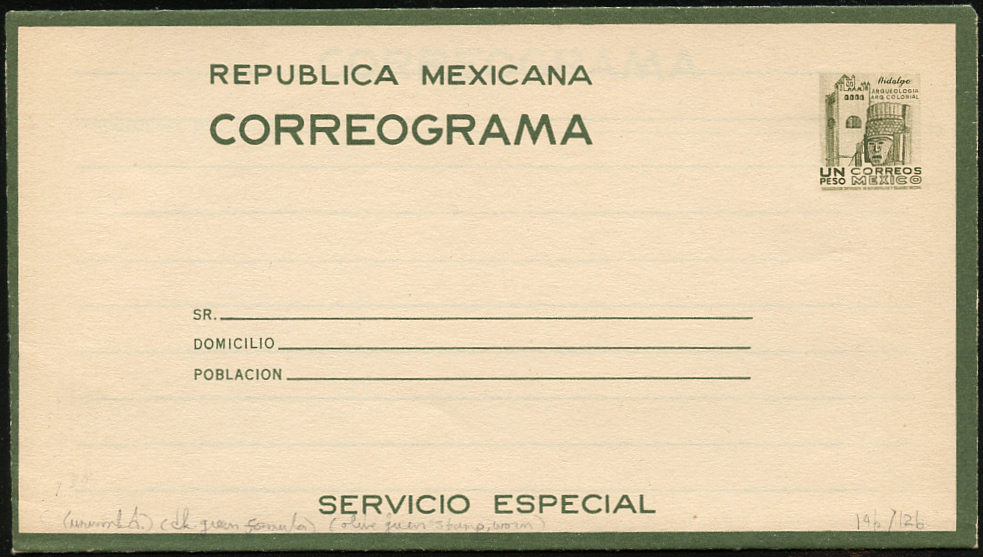 REPUBLICA MEXICANA
CORREOGRAMA
Hidalgo
ARQUEOLOGIA
ARQ. COLONIAL
UN PESO
CORREOS MEXICO
SR.
DOMICILIO
POBLACION
SERVICIO ESPECIAL
(dk green formula) (olive green stamp, worn)